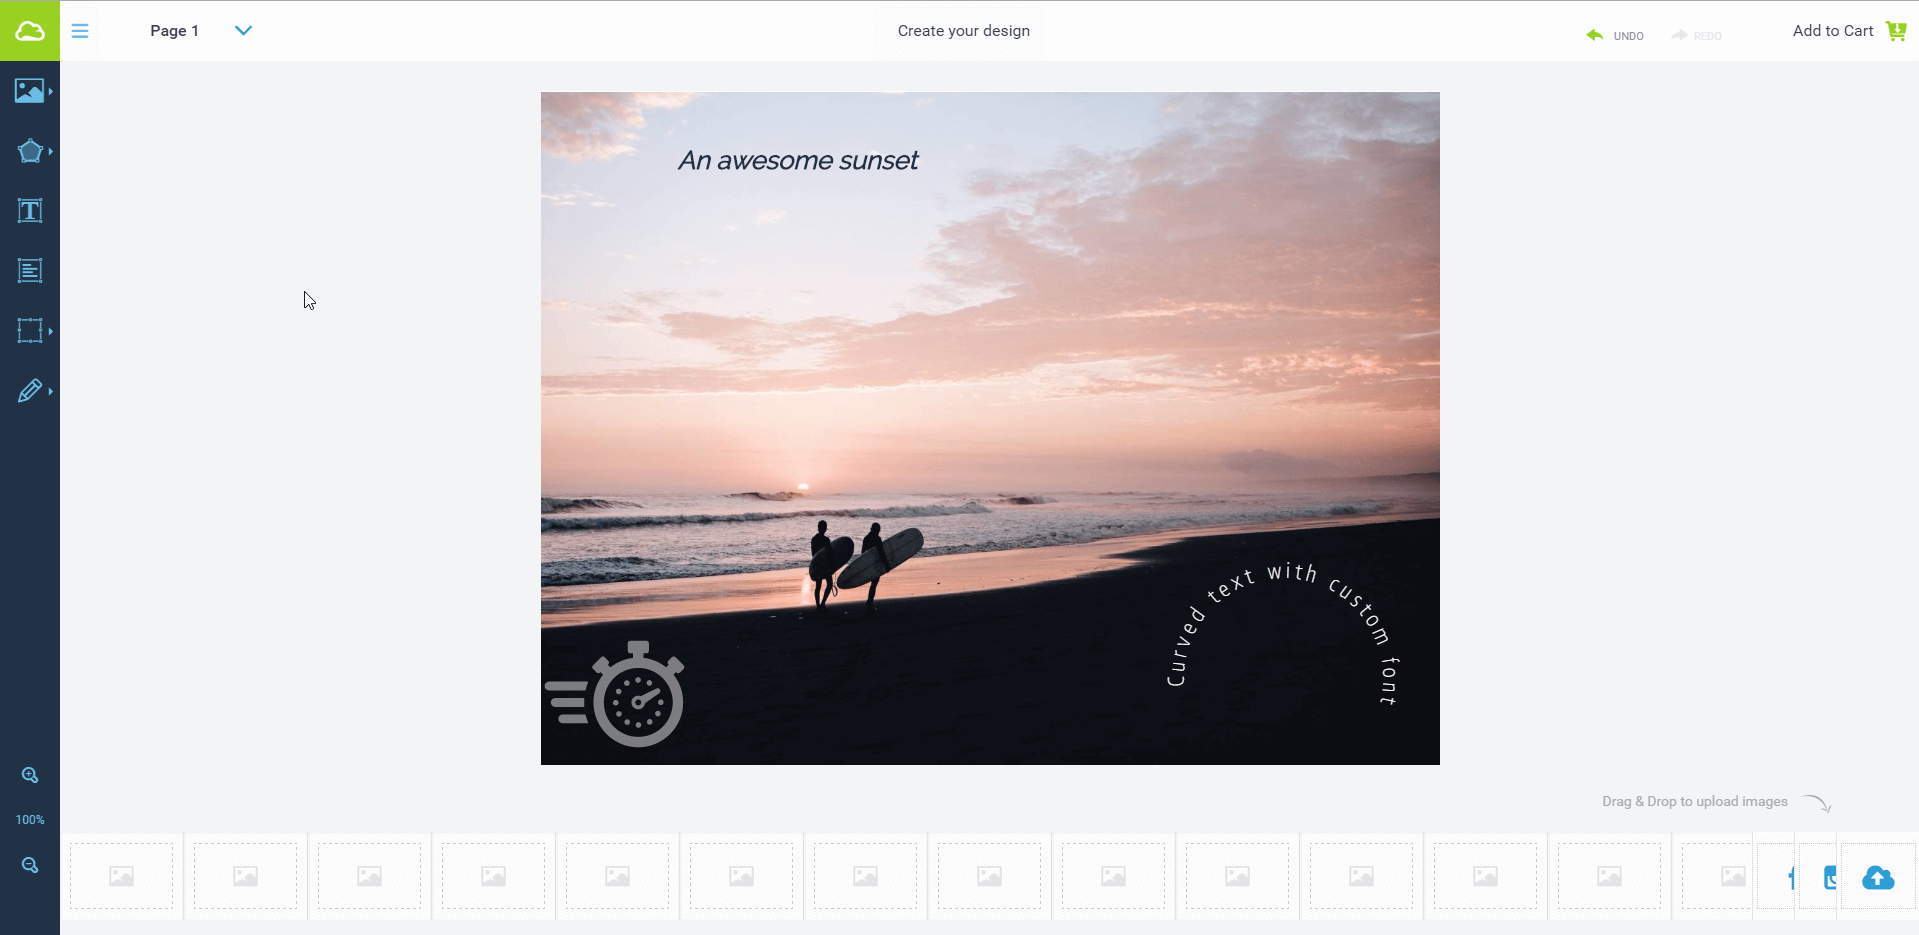 Page 1
Create your design
UNDO
REDO
Add to Cart
An awesome sunset
Curved text with custom font
100%
Drag & Drop to upload images